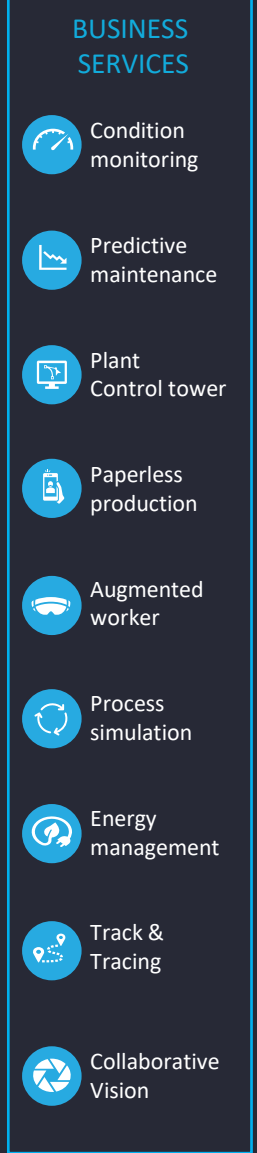 BUSINESS
SERVICES
Condition
monitoring
Predictive
maintenance
Plant
Control tower
Paperless
production
Augmented
worker
Process
simulation
Energy
management
Track &
Tracing
Collaborative
Vision